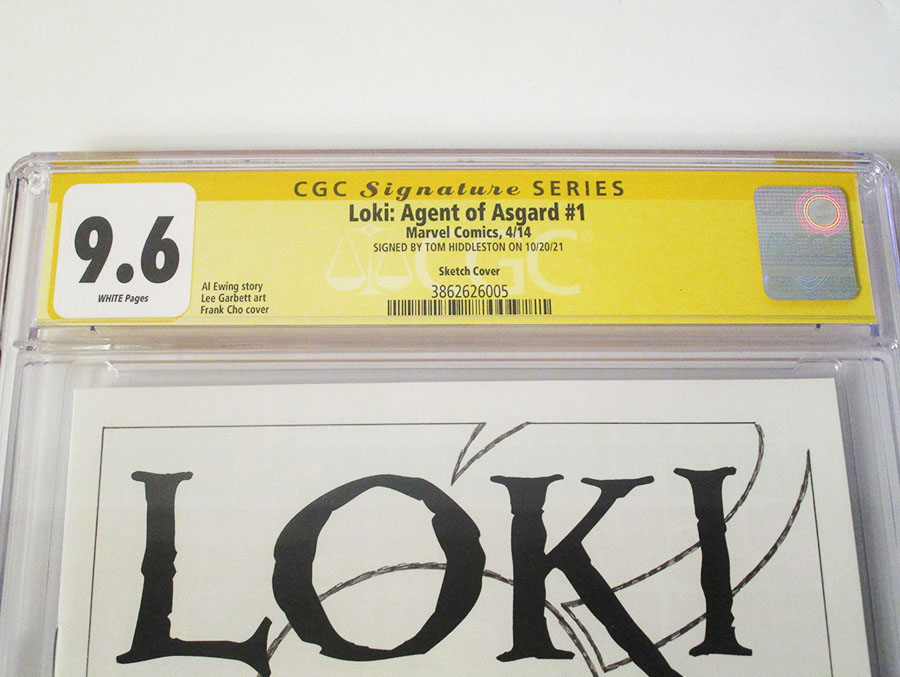 CGC Signature SERIES
9.6
WHITE Pages
Loki: Agent of Asgard #1
Marvel Comics, 4/14
SIGNED BY TOM HIDDLESTON ON 10/20/21
Sketch Cover
Al Ewing story
Lee Garbett art
Frank Cho cover
CGC
3862626005
LOKI